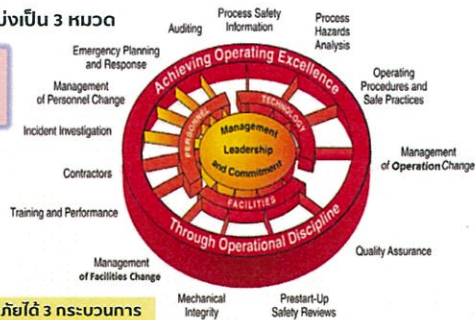 บ่งเป็น 3 หมวด
Process Safety
Information
Process
Hazards
Analysis
Auditing
Emergency Planning
and Response
Operating
Procedures and
Safe Practices
Management
of Personnel Change
Incident Investigation
Management
of Operation Change
Contractors
Training and Performance
Quality Assurance
Management
of Facilities Change
Mechanical
Integrity
Prestart-Up
Safety Reviews
Achieving Operating Excellence
Through Operational Discipline
PERSONNEL
TECHNOLOGY
FACILITIES
Management
Leadership
and Commitment
ภัยได้ 3 กระบวนการ